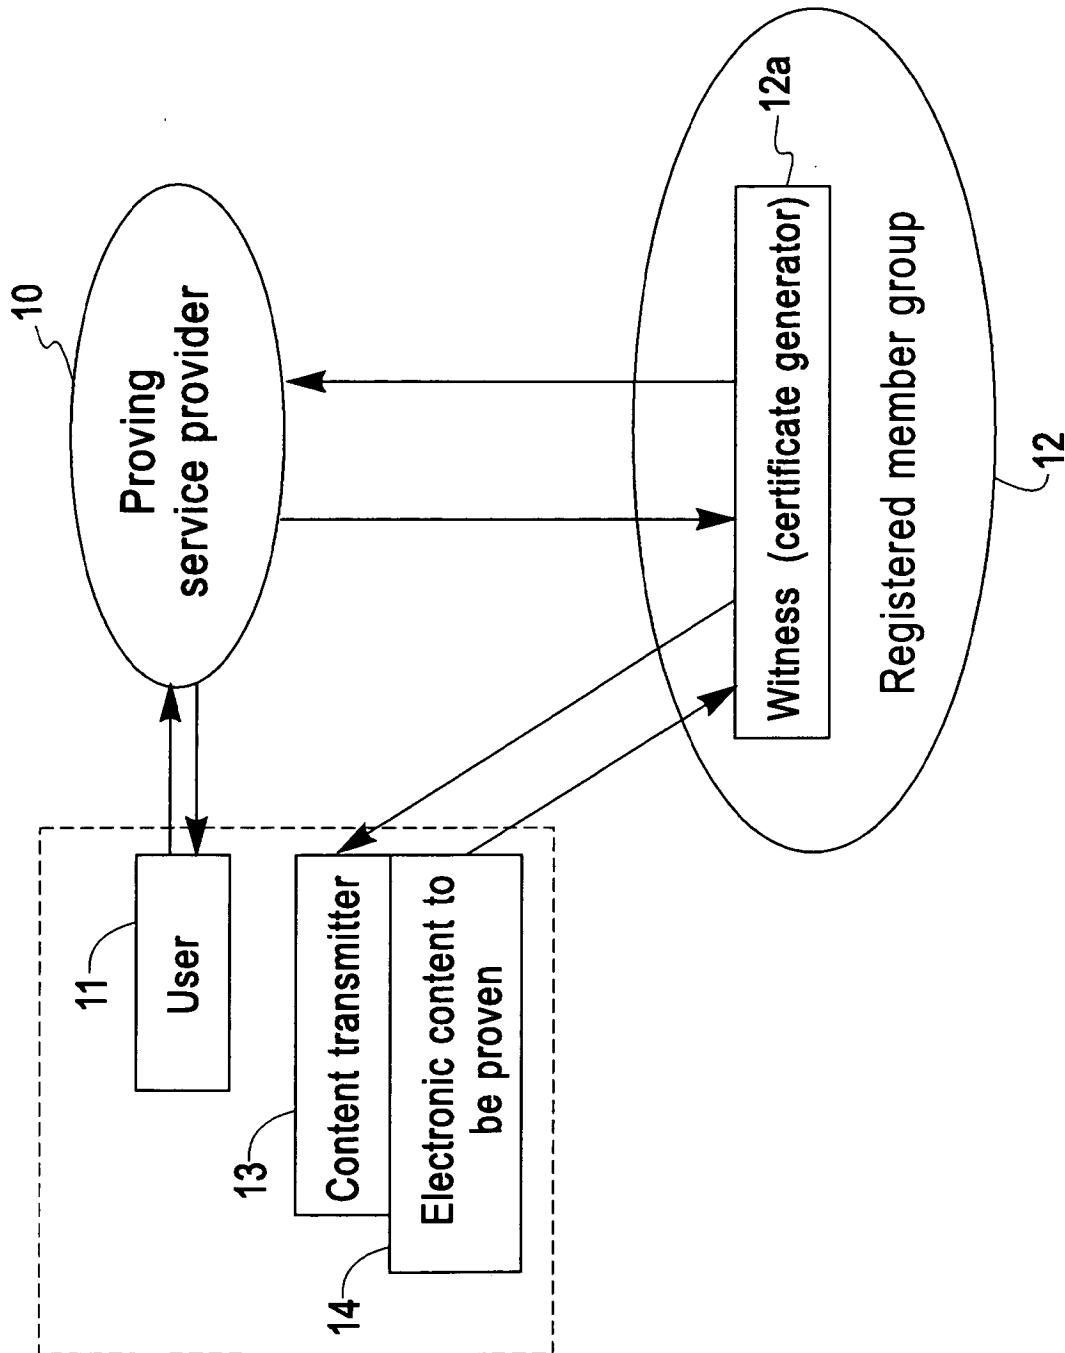 10
Proving
service provider
11
User
13
Content transmitter
14
Electronic content to
be proven
12a
Witness (certificate generator)
Registered member group
12